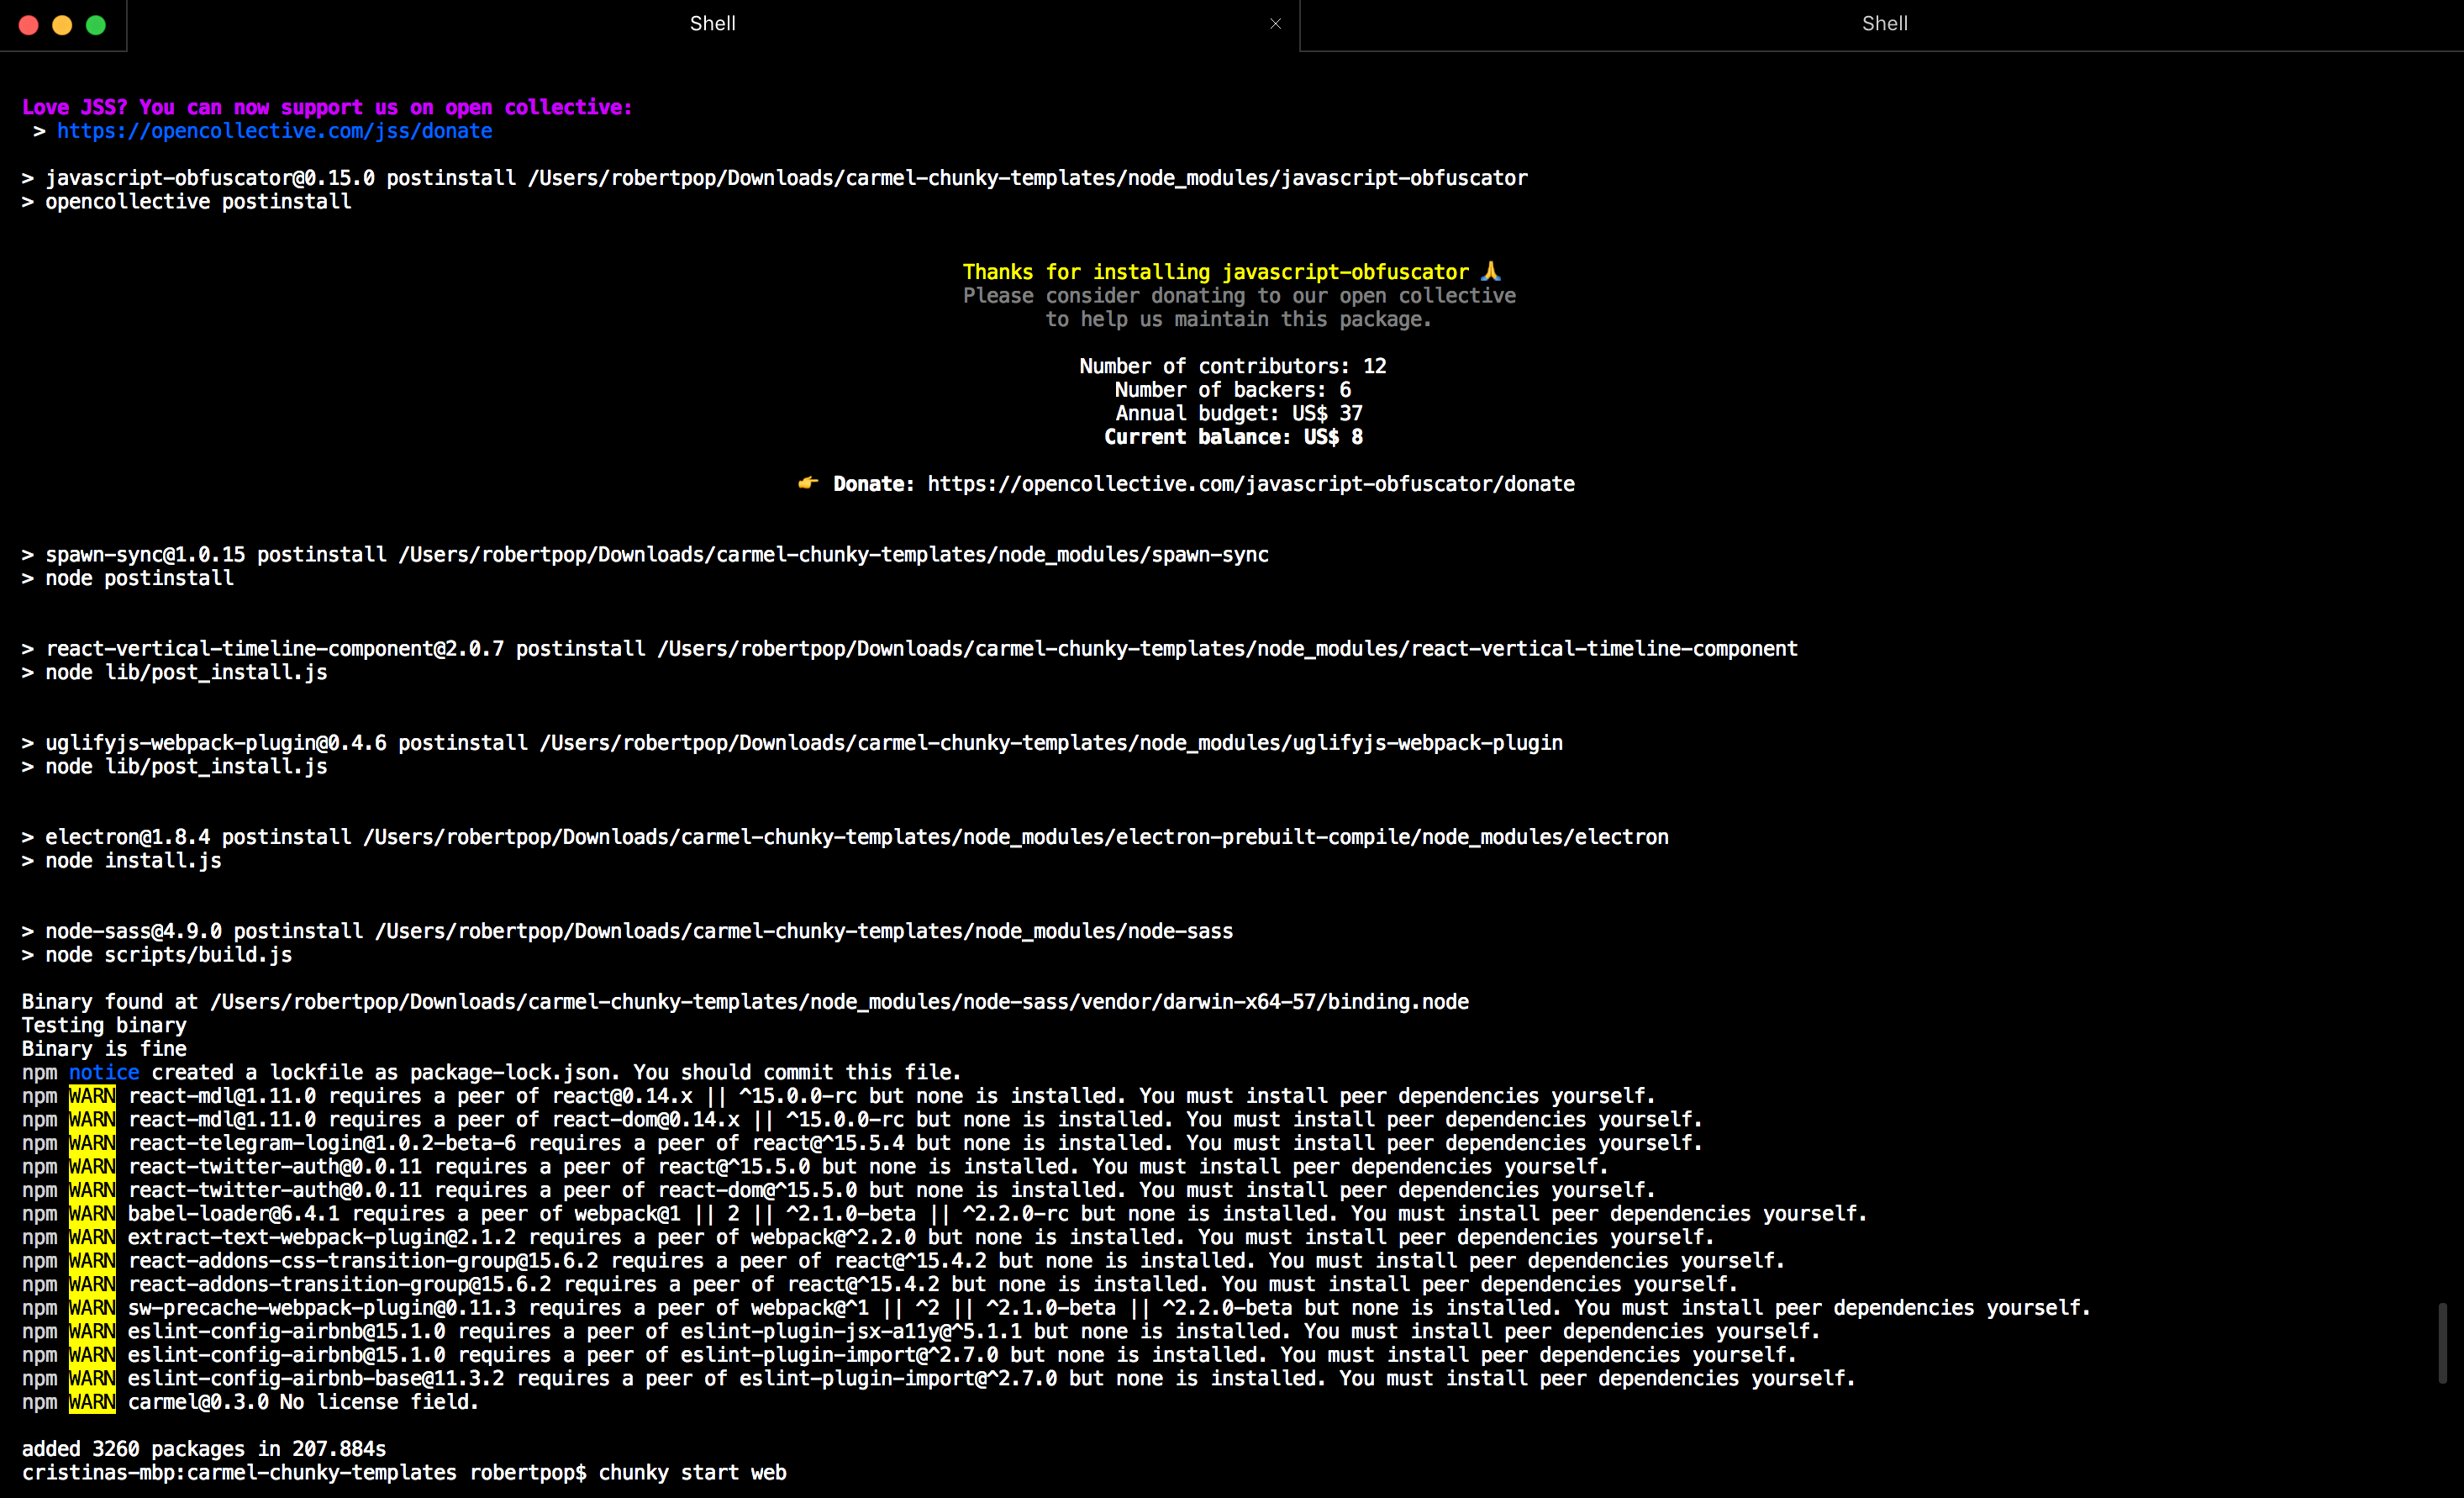 Shell
Shell
Love JSS? You can now support us on open collective:
> https://opencollective.com/jss/donate
> javascript-obfuscator@0.15.0 postinstall /Users/robertpop/Downloads/carmel-chunky-templates/node_modules/javascript-obfuscator
> opencollective postinstall
Thanks for installing javascript-obfuscator 🙏
Please consider donating to our open collective
to help us maintain this package.
Number of contributors: 12
Number of backers: 6
Annual budget: US$ 37
Current balance: US$ 8
👉 Donate: https://opencollective.com/javascript-obfuscator/donate
> spawn-sync@1.0.15 postinstall /Users/robertpop/Downloads/carmel-chunky-templates/node_modules/spawn-sync
> node postinstall
> react-vertical-timeline-component@2.0.7 postinstall /Users/robertpop/Downloads/carmel-chunky-templates/node_modules/react-vertical-timeline-component
> node lib/post_install.js
> uglifyjs-webpack-plugin@0.4.6 postinstall /Users/robertpop/Downloads/carmel-chunky-templates/node_modules/uglifyjs-webpack-plugin
> node lib/post_install.js
> electron@1.8.4 postinstall /Users/robertpop/Downloads/carmel-chunky-templates/node_modules/electron-prebuilt-compile/node_modules/electron
> node install.js
> node-sass@4.9.0 postinstall /Users/robertpop/Downloads/carmel-chunky-templates/node_modules/node-sass
> node scripts/build.js
Binary found at /Users/robertpop/Downloads/carmel-chunky-templates/node_modules/node-sass/vendor/darwin-x64-57/binding.node
Testing binary
Binary is fine
npm notice created a lockfile as package-lock.json. You should commit this file.
npm WARN react-mdl@1.11.0 requires a peer of react@0.14.x || ^15.0.0-rc but none is installed. You must install peer dependencies yourself.
npm WARN react-mdl@1.11.0 requires a peer of react-dom@0.14.x || ^15.0.0-rc but none is installed. You must install peer dependencies yourself.
npm WARN react-telegram-login@1.0.2-beta-6 requires a peer of react@^15.5.4 but none is installed. You must install peer dependencies yourself.
npm WARN react-twitter-auth@0.0.11 requires a peer of react@^15.5.0 but none is installed. You must install peer dependencies yourself.
npm WARN react-twitter-auth@0.0.11 requires a peer of react-dom@^15.5.0 but none is installed. You must install peer dependencies yourself.
npm WARN babel-loader@6.4.1 requires a peer of webpack@1 || 2 || ^2.1.0-beta || ^2.2.0-rc but none is installed. You must install peer dependencies yourself.
npm WARN extract-text-webpack-plugin@2.1.2 requires a peer of webpack@^2.2.0 but none is installed. You must install peer dependencies yourself.
npm WARN react-addons-css-transition-group@15.6.2 requires a peer of react@^15.4.2 but none is installed. You must install peer dependencies yourself.
npm WARN react-addons-transition-group@15.6.2 requires a peer of react@^15.4.2 but none is installed. You must install peer dependencies yourself.
npm WARN sw-precache-webpack-plugin@0.11.3 requires a peer of webpack@^1 || ^2 || ^2.1.0-beta || ^2.2.0-beta but none is installed. You must install peer dependencies yourself.
npm WARN eslint-config-airbnb@15.1.0 requires a peer of eslint-plugin-jsx-a11y@^5.1.1 but none is installed. You must install peer dependencies yourself.
npm WARN eslint-config-airbnb@15.1.0 requires a peer of eslint-plugin-import@^2.7.0 but none is installed. You must install peer dependencies yourself.
npm WARN eslint-config-airbnb-base@11.3.2 requires a peer of eslint-plugin-import@^2.7.0 but none is installed. You must install peer dependencies yourself.
npm WARN carmel@0.3.0 No license field.
added 3260 packages in 207.884s
cristinas-mbp:carmel-chunky-templates robertpop$ chunky start web